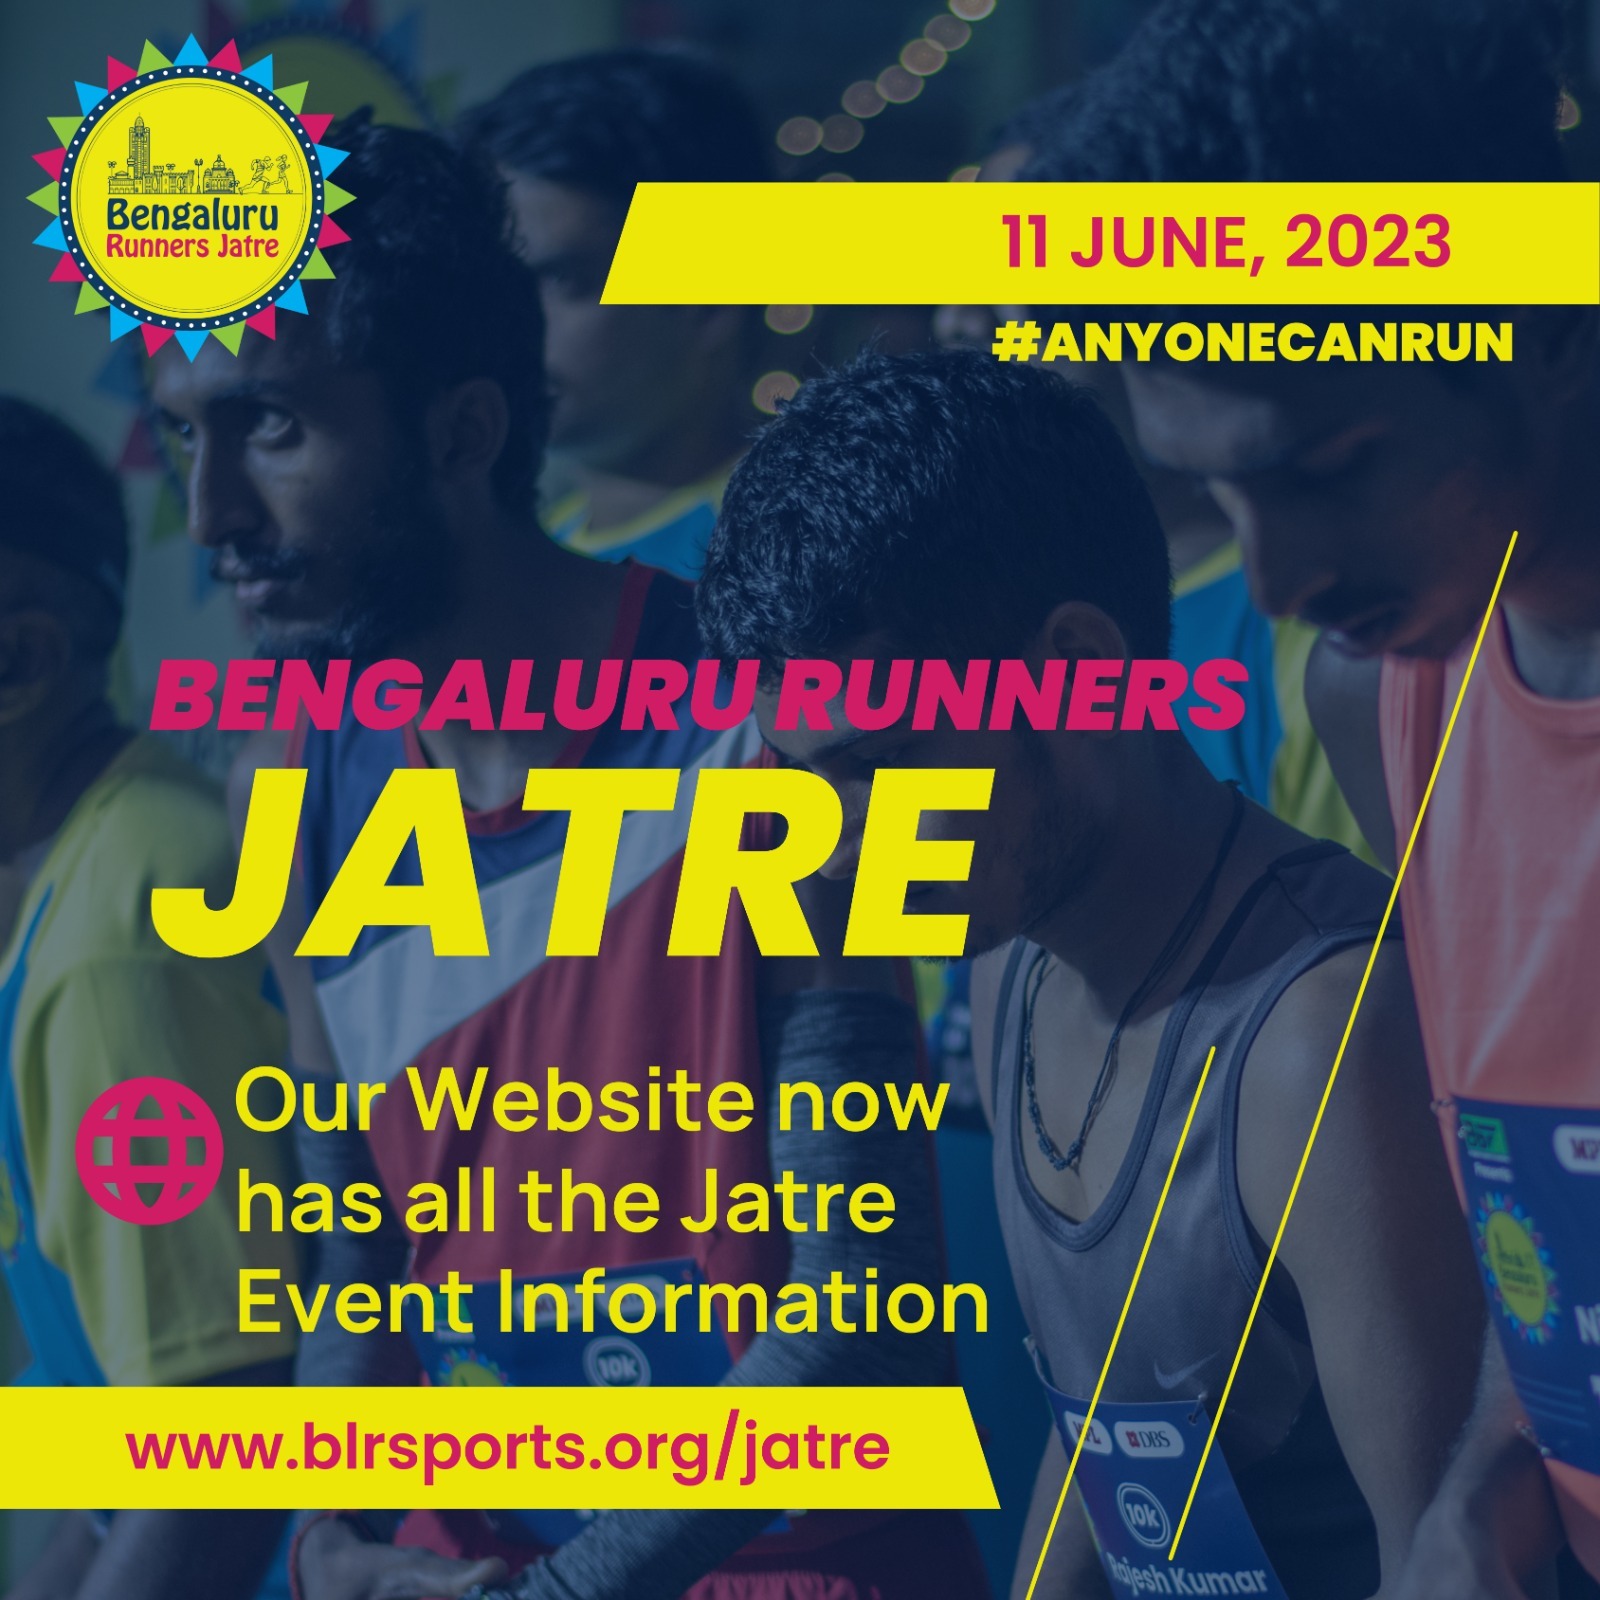 Bengaluru
Runners Jatre
11 JUNE, 2023
#ANYONECANRUN
BENGALURU RUNNERS
JATRE
Our Website now
has all the Jatre
Event Information
www.blrsports.org/jatre
10k
DBS
10k
Rajesh Kumar